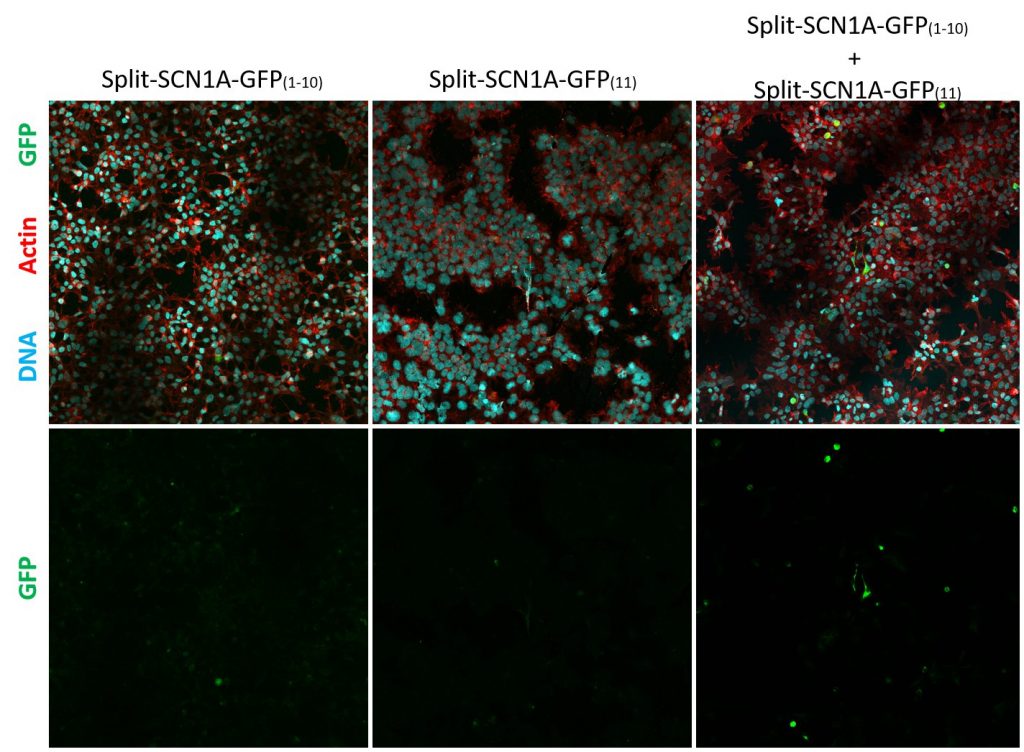 Split-SCN1A-GFP(1-10)
Split-SCN1A-GFP(11)
Split-SCN1A-GFP(1-10)
+
Split-SCN1A-GFP(11)
GFP
Actin
DNA
GFP